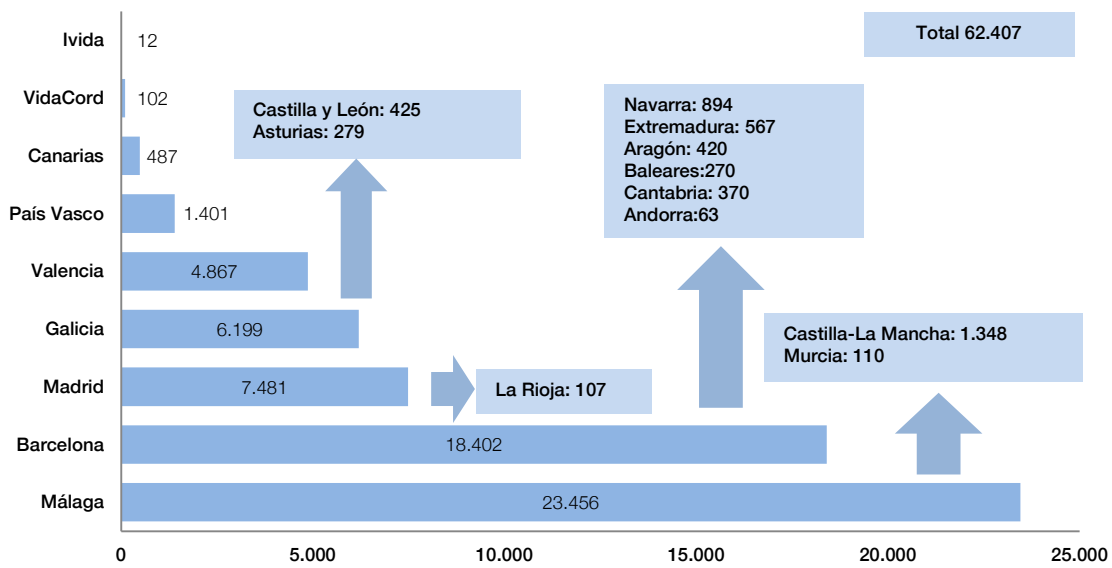 Total 62.407
Ivida 12
VidaCord 102
Canarias 487
País Vasco 1.401
Valencia 4.867
Galicia 6.199
Madrid 7.481
Barcelona 18.402
Málaga 23.456
Castilla y León: 425
Asturias: 279
Navarra: 894
Extremadura: 567
Aragón: 420
Baleares:270
Cantabria: 370
Andorra:63
Castilla-La Mancha: 1.348
Murcia: 110
La Rioja: 107
0 5.000 10.000 15.000 20.000 25.000